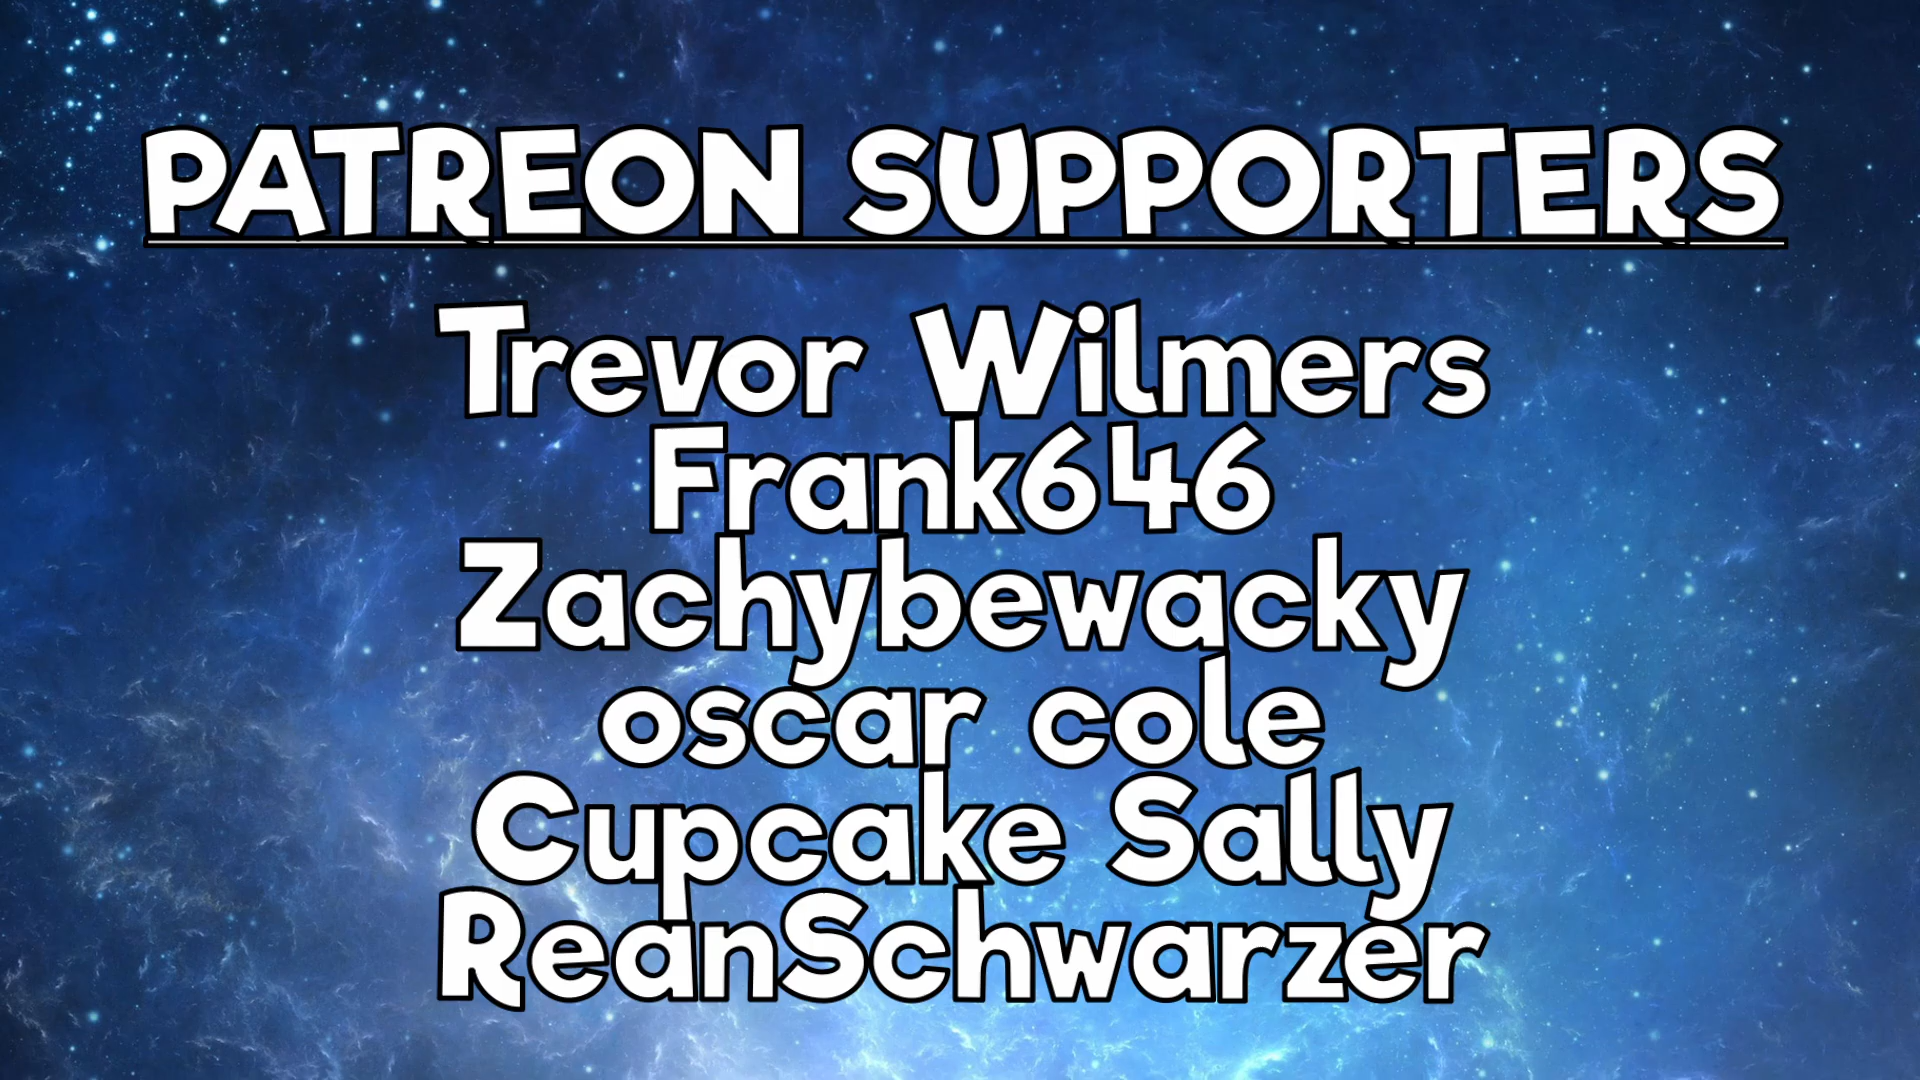 PATREON SUPPORTERS
Trevor Wilmers
Frank646
Zachybewacky
oscar cole
Cupcake Sally
ReanSchwarzer